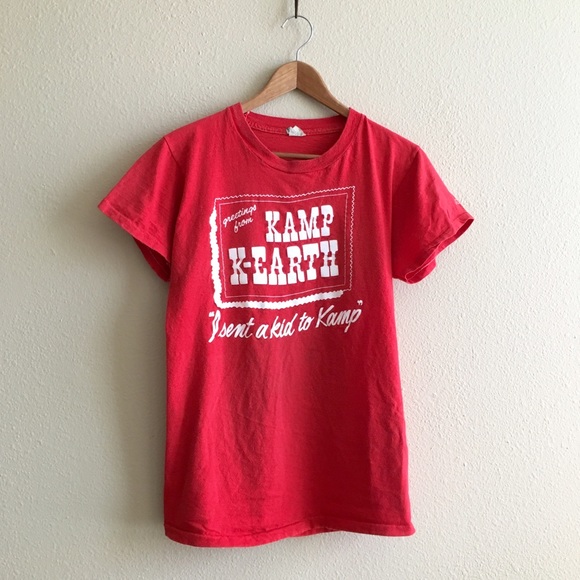 greetings
from
KAMP
K-EARTH
"I sent a kid to Kamp"